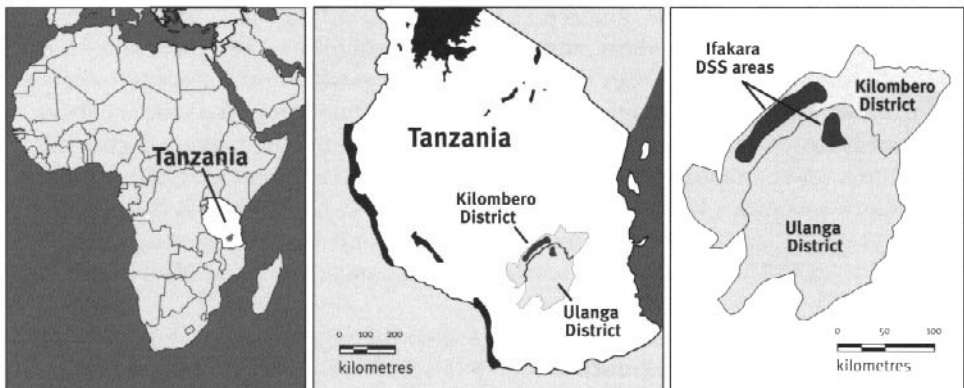 Tanzania
Tanzania
Kilombero
District
Ulanga
District
0 100 200
kilometres
Ifakara
DSS areas
Kilombero
District
Ulanga
District
0 50 100
kilometres